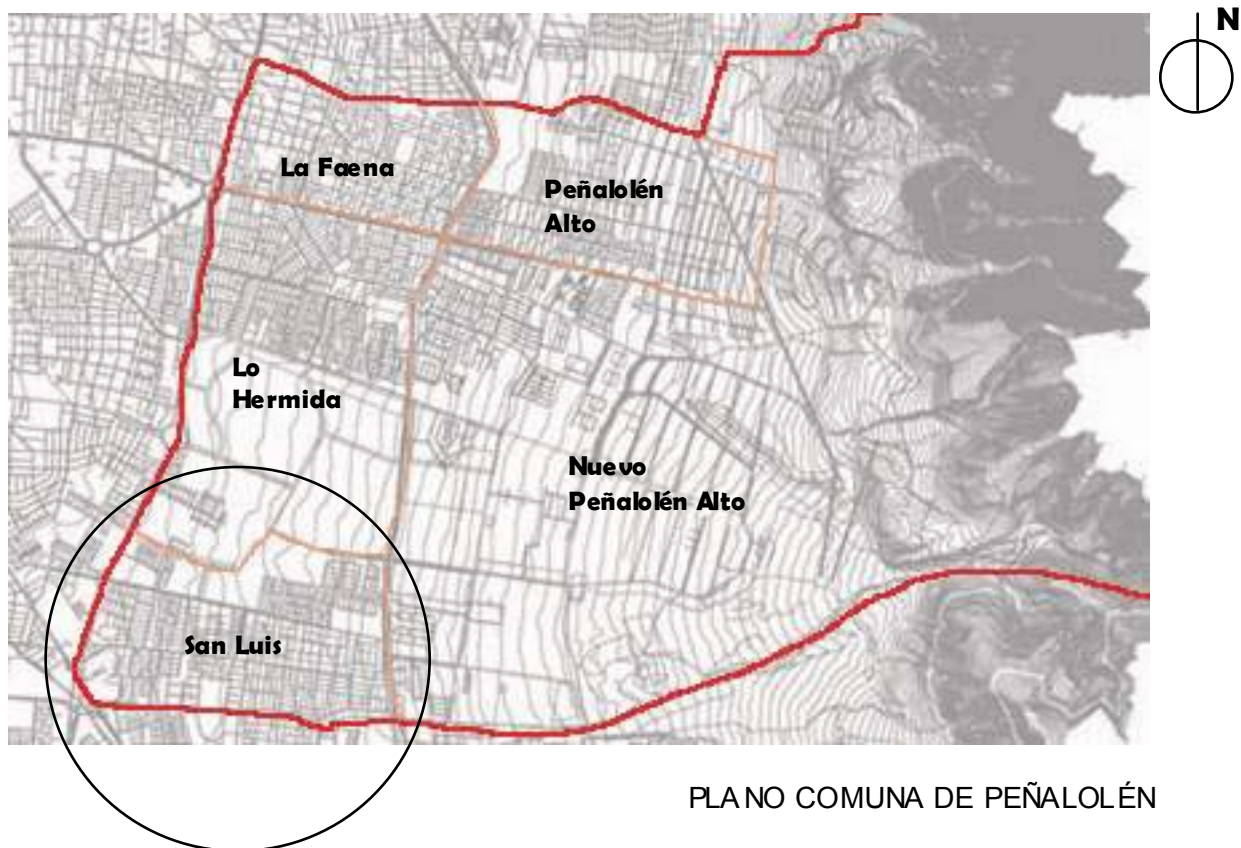 N
La Faena
Peñalolén
Alto
Lo
Hermida
Nuevo
Peñalolén Alto
San Luis
PLANO COMUNA DE PEÑALOLÉN